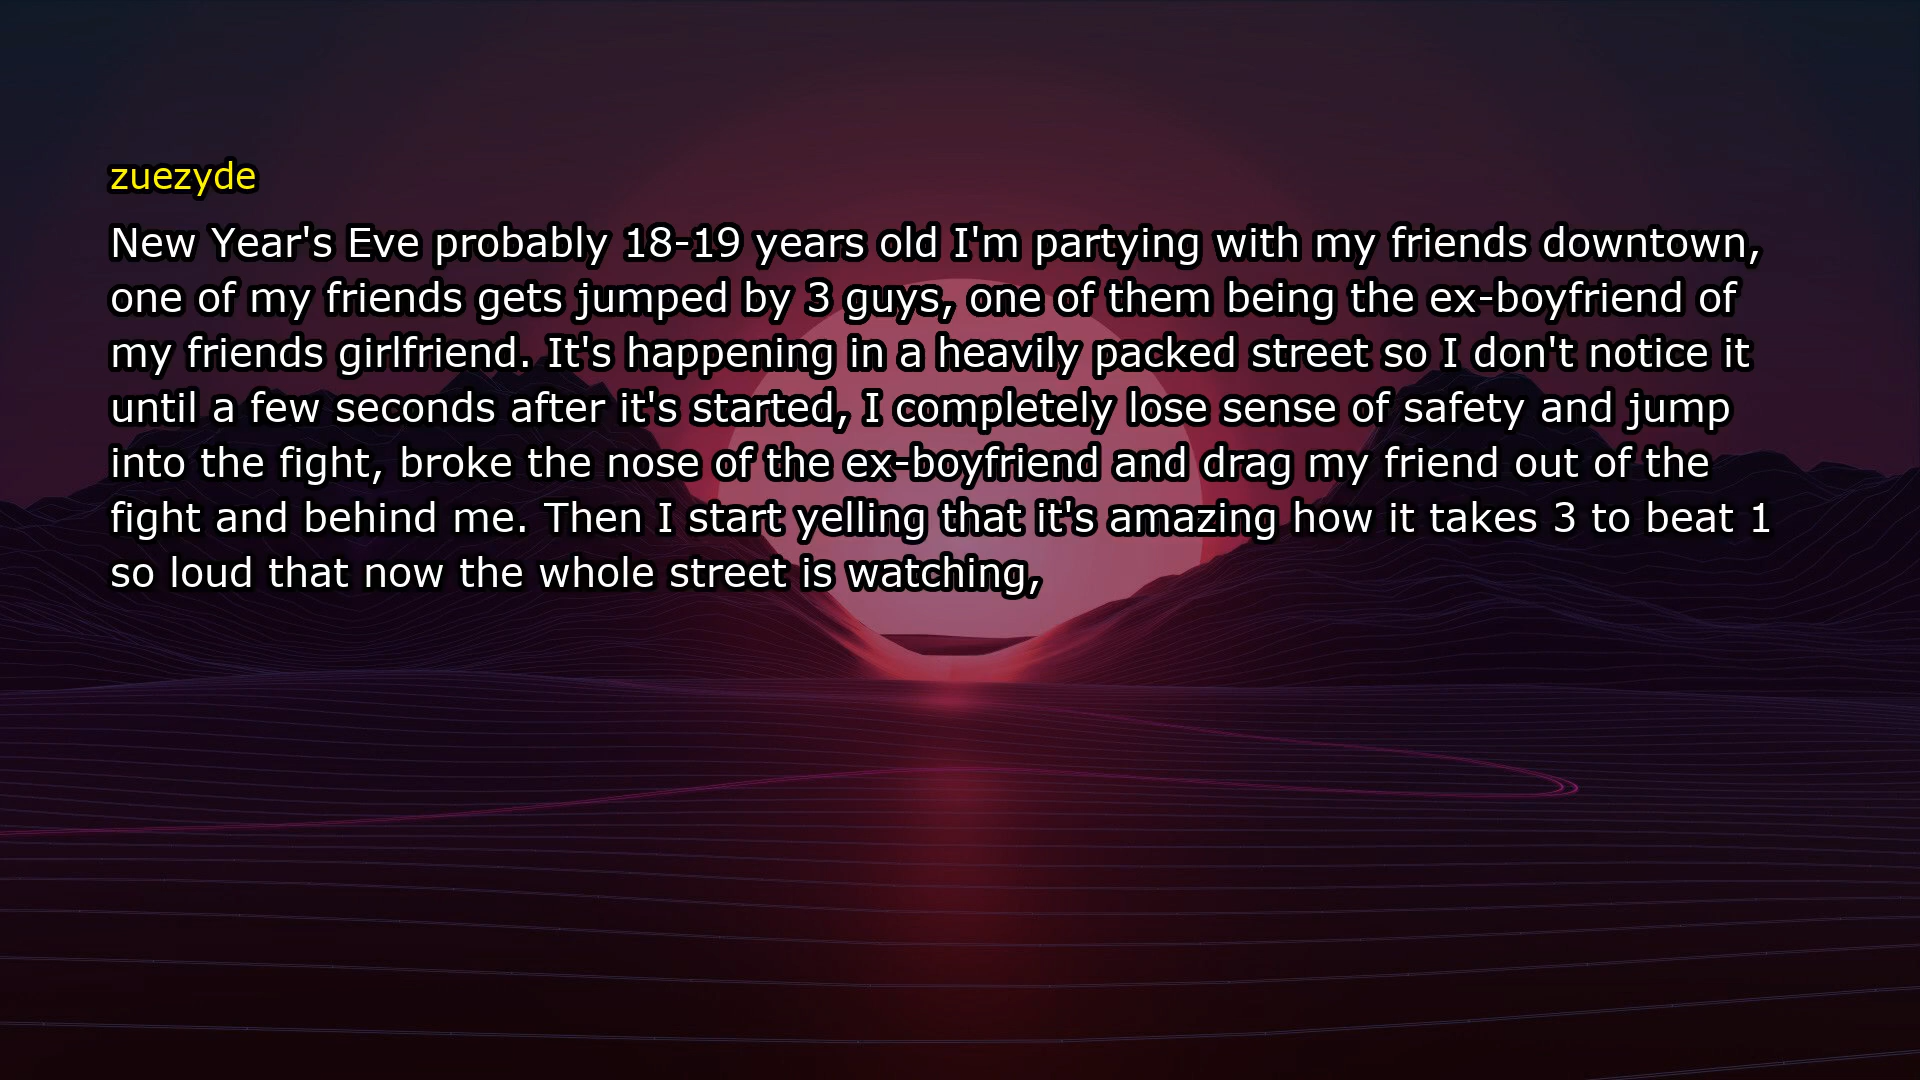 zuezyde
New Year's Eve probably 18-19 years old I'm partying with my friends downtown,
one of my friends gets jumped by 3 guys, one of them being the ex-boyfriend of
my friends girlfriend. It's happening in a heavily packed street so I don't notice it
until a few seconds after it's started, I completely lose sense of safety and jump
into the fight, broke the nose of the ex-boyfriend and drag my friend out of the
fight and behind me. Then I start yelling that it's amazing how it takes 3 to beat 1
so loud that now the whole street is watching,